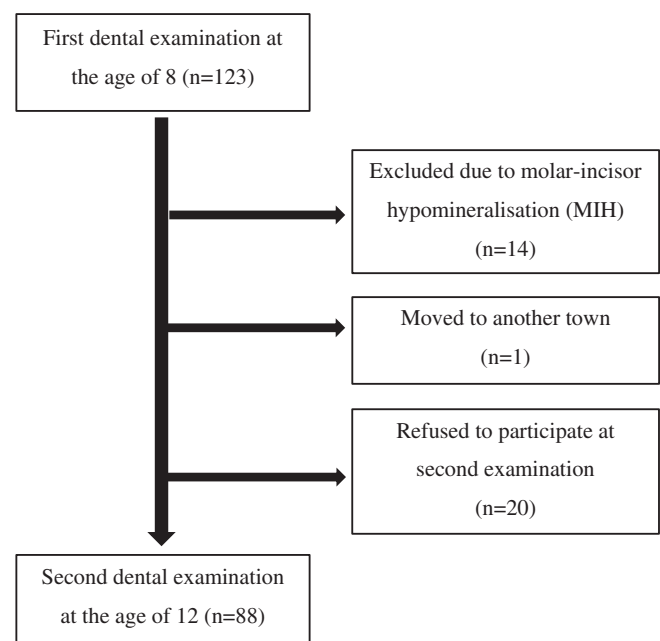 First dental examination at
the age of 8 (n=123)
Excluded due to molar-incisor
hypomineralisation (MIH)
(n=14)
Moved to another town
(n=1)
Refused to participate at
second examination
(n=20)
Second dental examination
at the age of 12 (n=88)